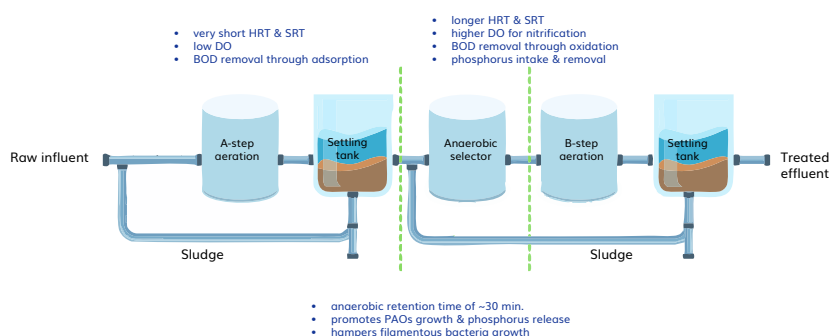 • very short HRT & SRT
• low DO
• BOD removal through adsorption
• longer HRT & SRT
• higher DO for nitrification
• BOD removal through oxidation
• phosphorus intake & removal
Raw influent
A-step
aeration
Settling
tank
Anaerobic
selector
B-step
aeration
Settling
tank
Treated
effluent
Sludge
Sludge
• anaerobic retention time of ~30 min.
• promotes PAOs growth & phosphorus release
• hampers filamentous bacteria growth